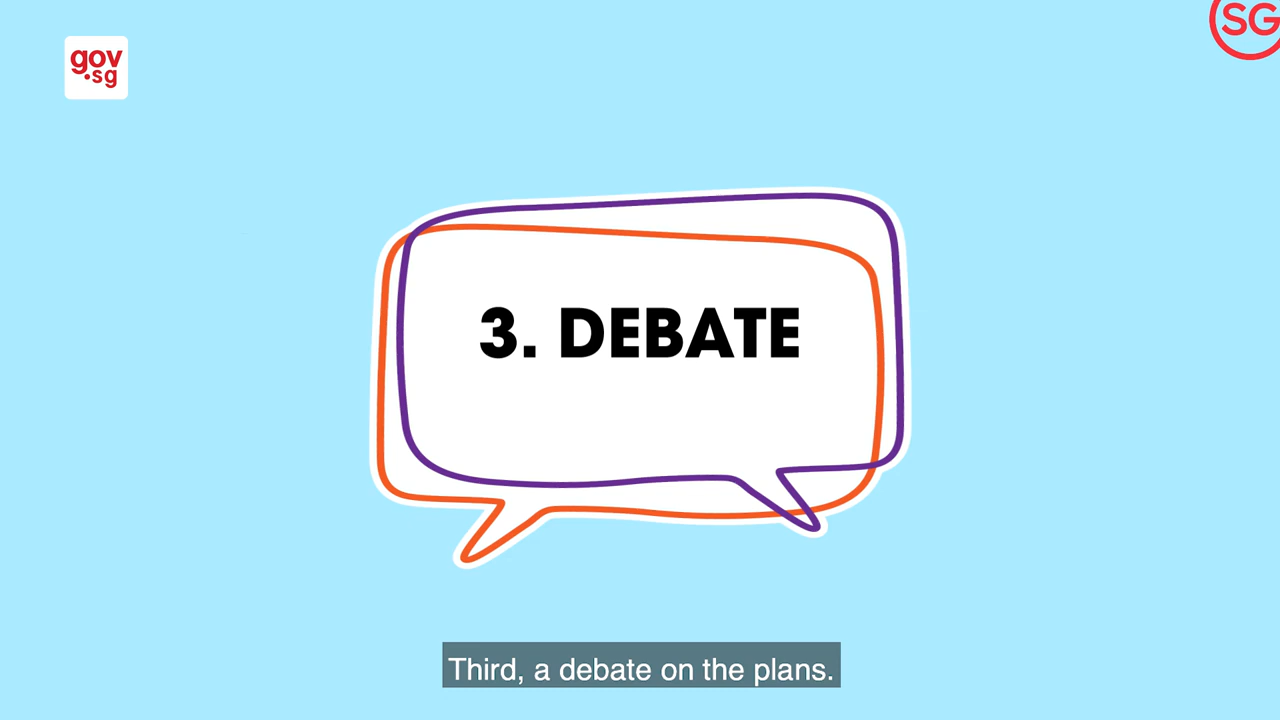 gov
.sg
SG
3. DEBATE
Third, a debate on the plans.